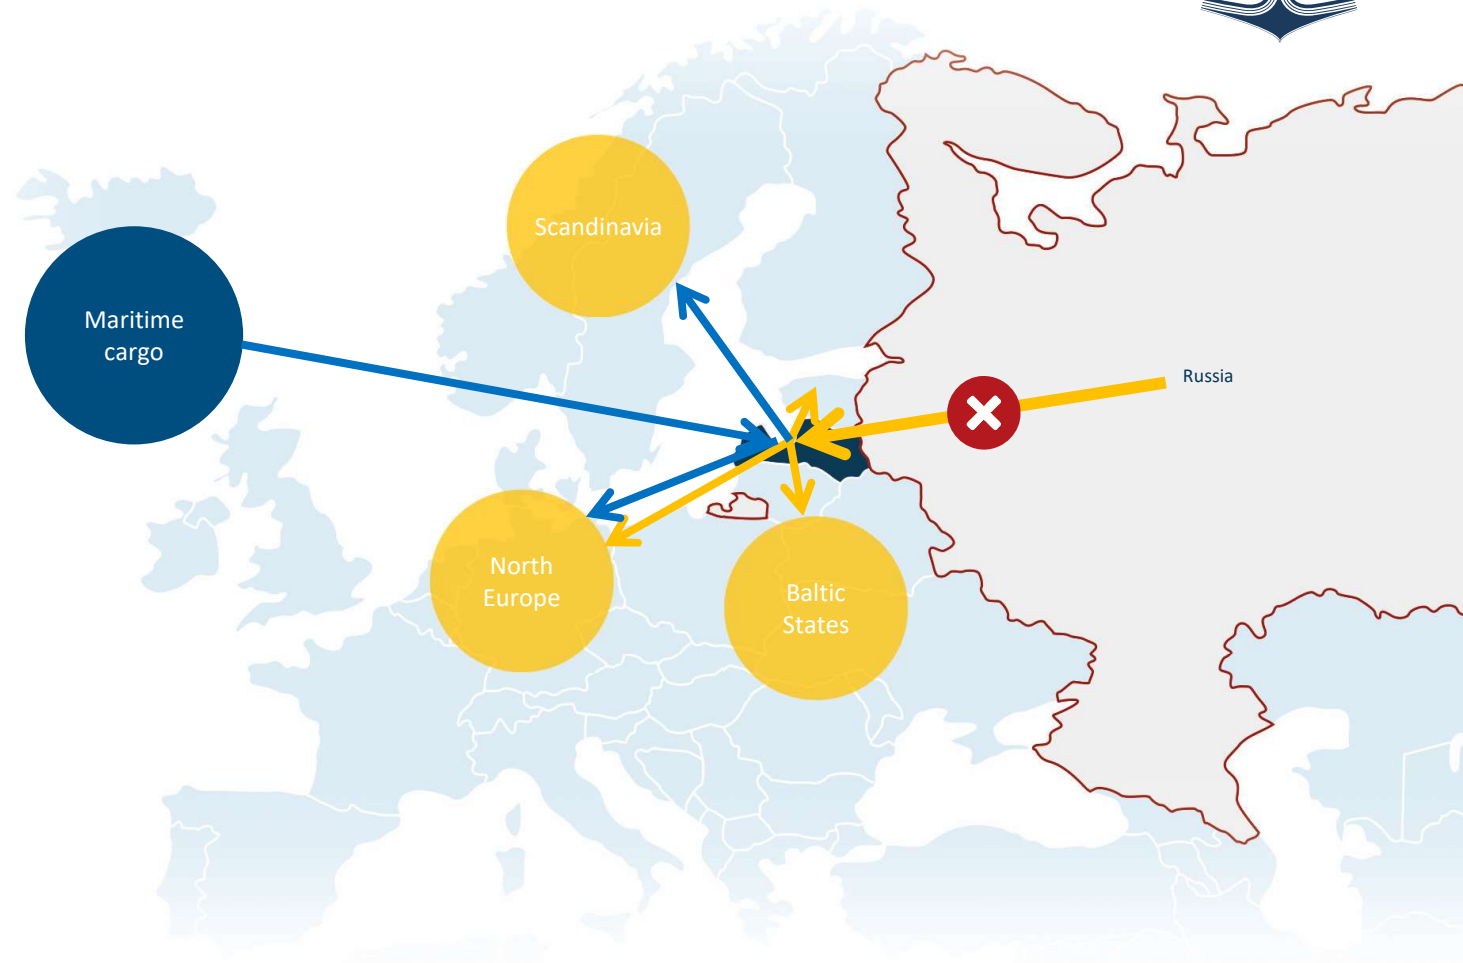 Scandinavia
Maritime
cargo
Russia
North
Europe
Baltic
States